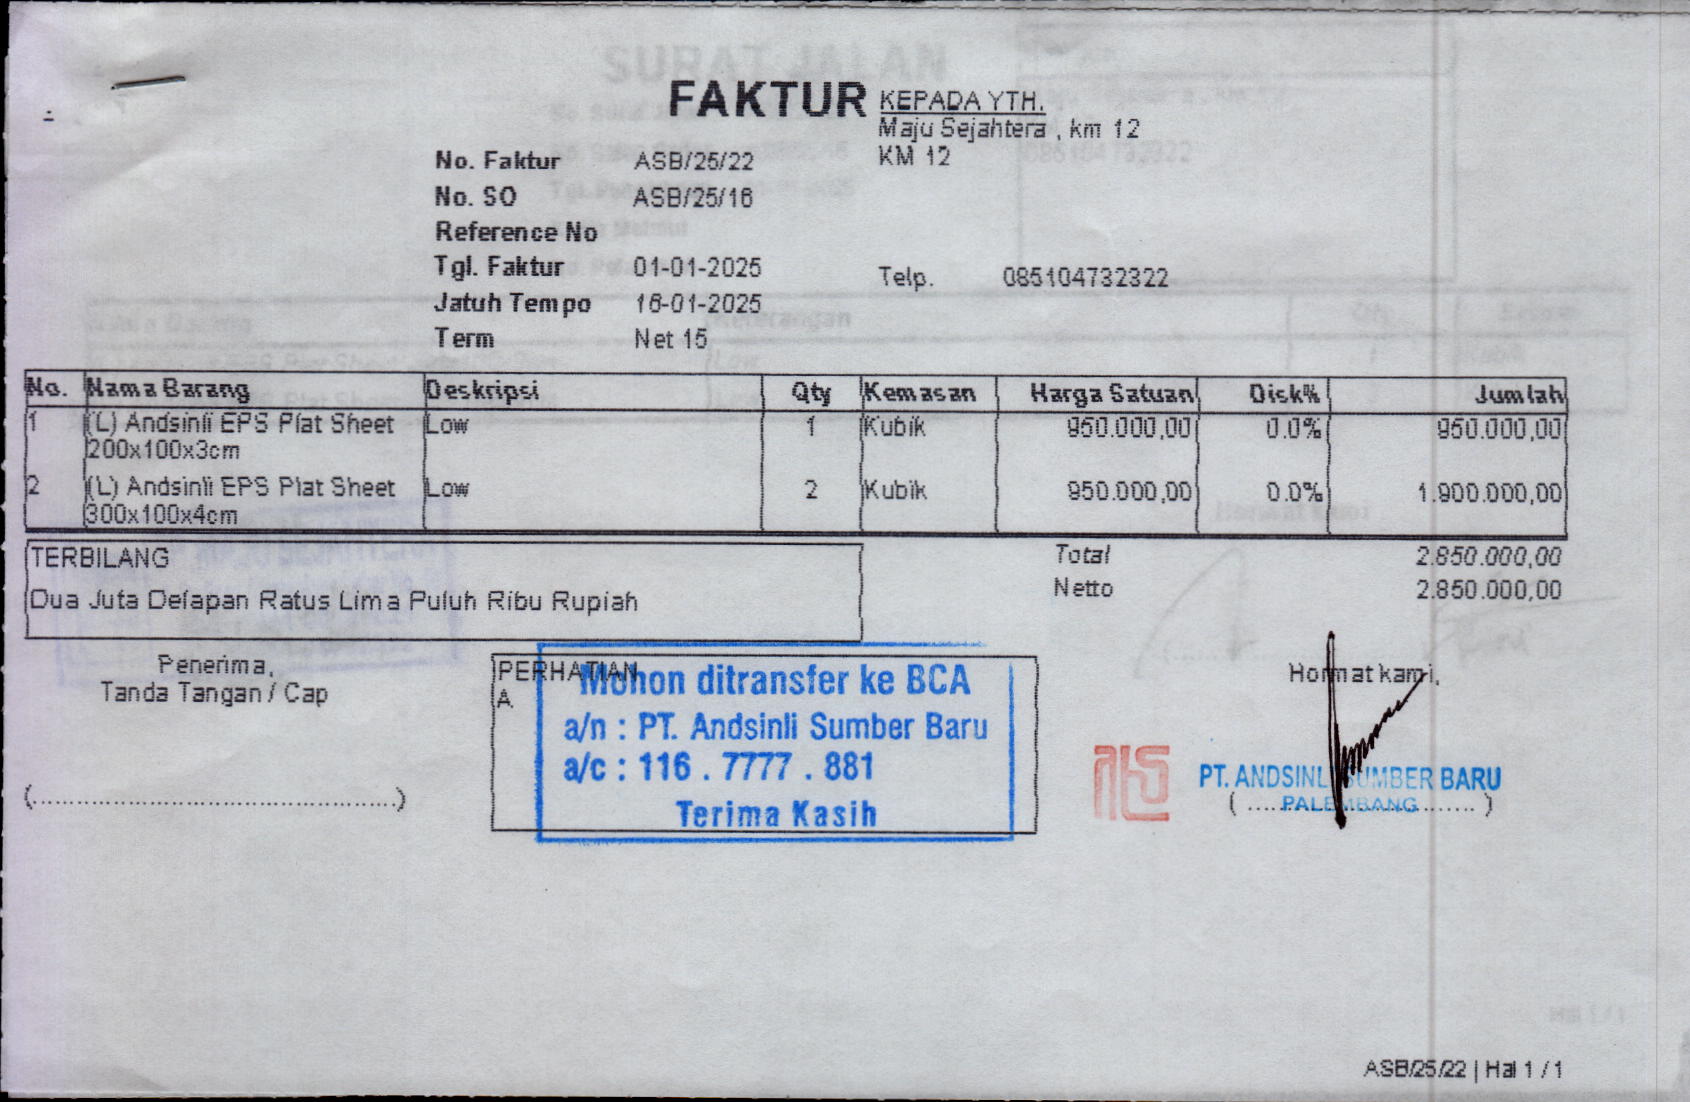 FAKTUR
KEPADA YTH.
Maju Sejahtera , km 12
KM 12
No. Faktur ASB/25/22
No. SO ASB/25/16
Reference No
Tgl. Faktur 01-01-2025
Telp. 085104732322
Jatuh Tempo 16-01-2025
Term Net 15
No. Nama Barang Deskripsi Qty Kemasan Harga Satuan Disk% Jumlah
1 (L) Andsinli EPS Plat Sheet Low 1 Kubik 950.000,00 0.0% 950.000,00
200x100x3cm
2 (L) Andsinli EPS Plat Sheet Low 2 Kubik 950.000,00 0.0% 1.900.000,00
300x100x4cm
TERBILANG
Dua Juta Delapan Ratus Lima Puluh Ribu Rupiah
Total 2.850.000,00
Netto 2.850.000,00
Penerima,
Tanda Tangan / Cap
(............................................)
PERHATIAN
A.
Mohon ditransfer ke BCA
a/n : PT. Andsinli Sumber Baru
a/c : 116 . 7777 . 881
Terima Kasih
Hormat kami,
PT. ANDSINLI SUMBER BARU
( .....PALEMBANG........ )
ASB/25/22 | Hal 1 / 1